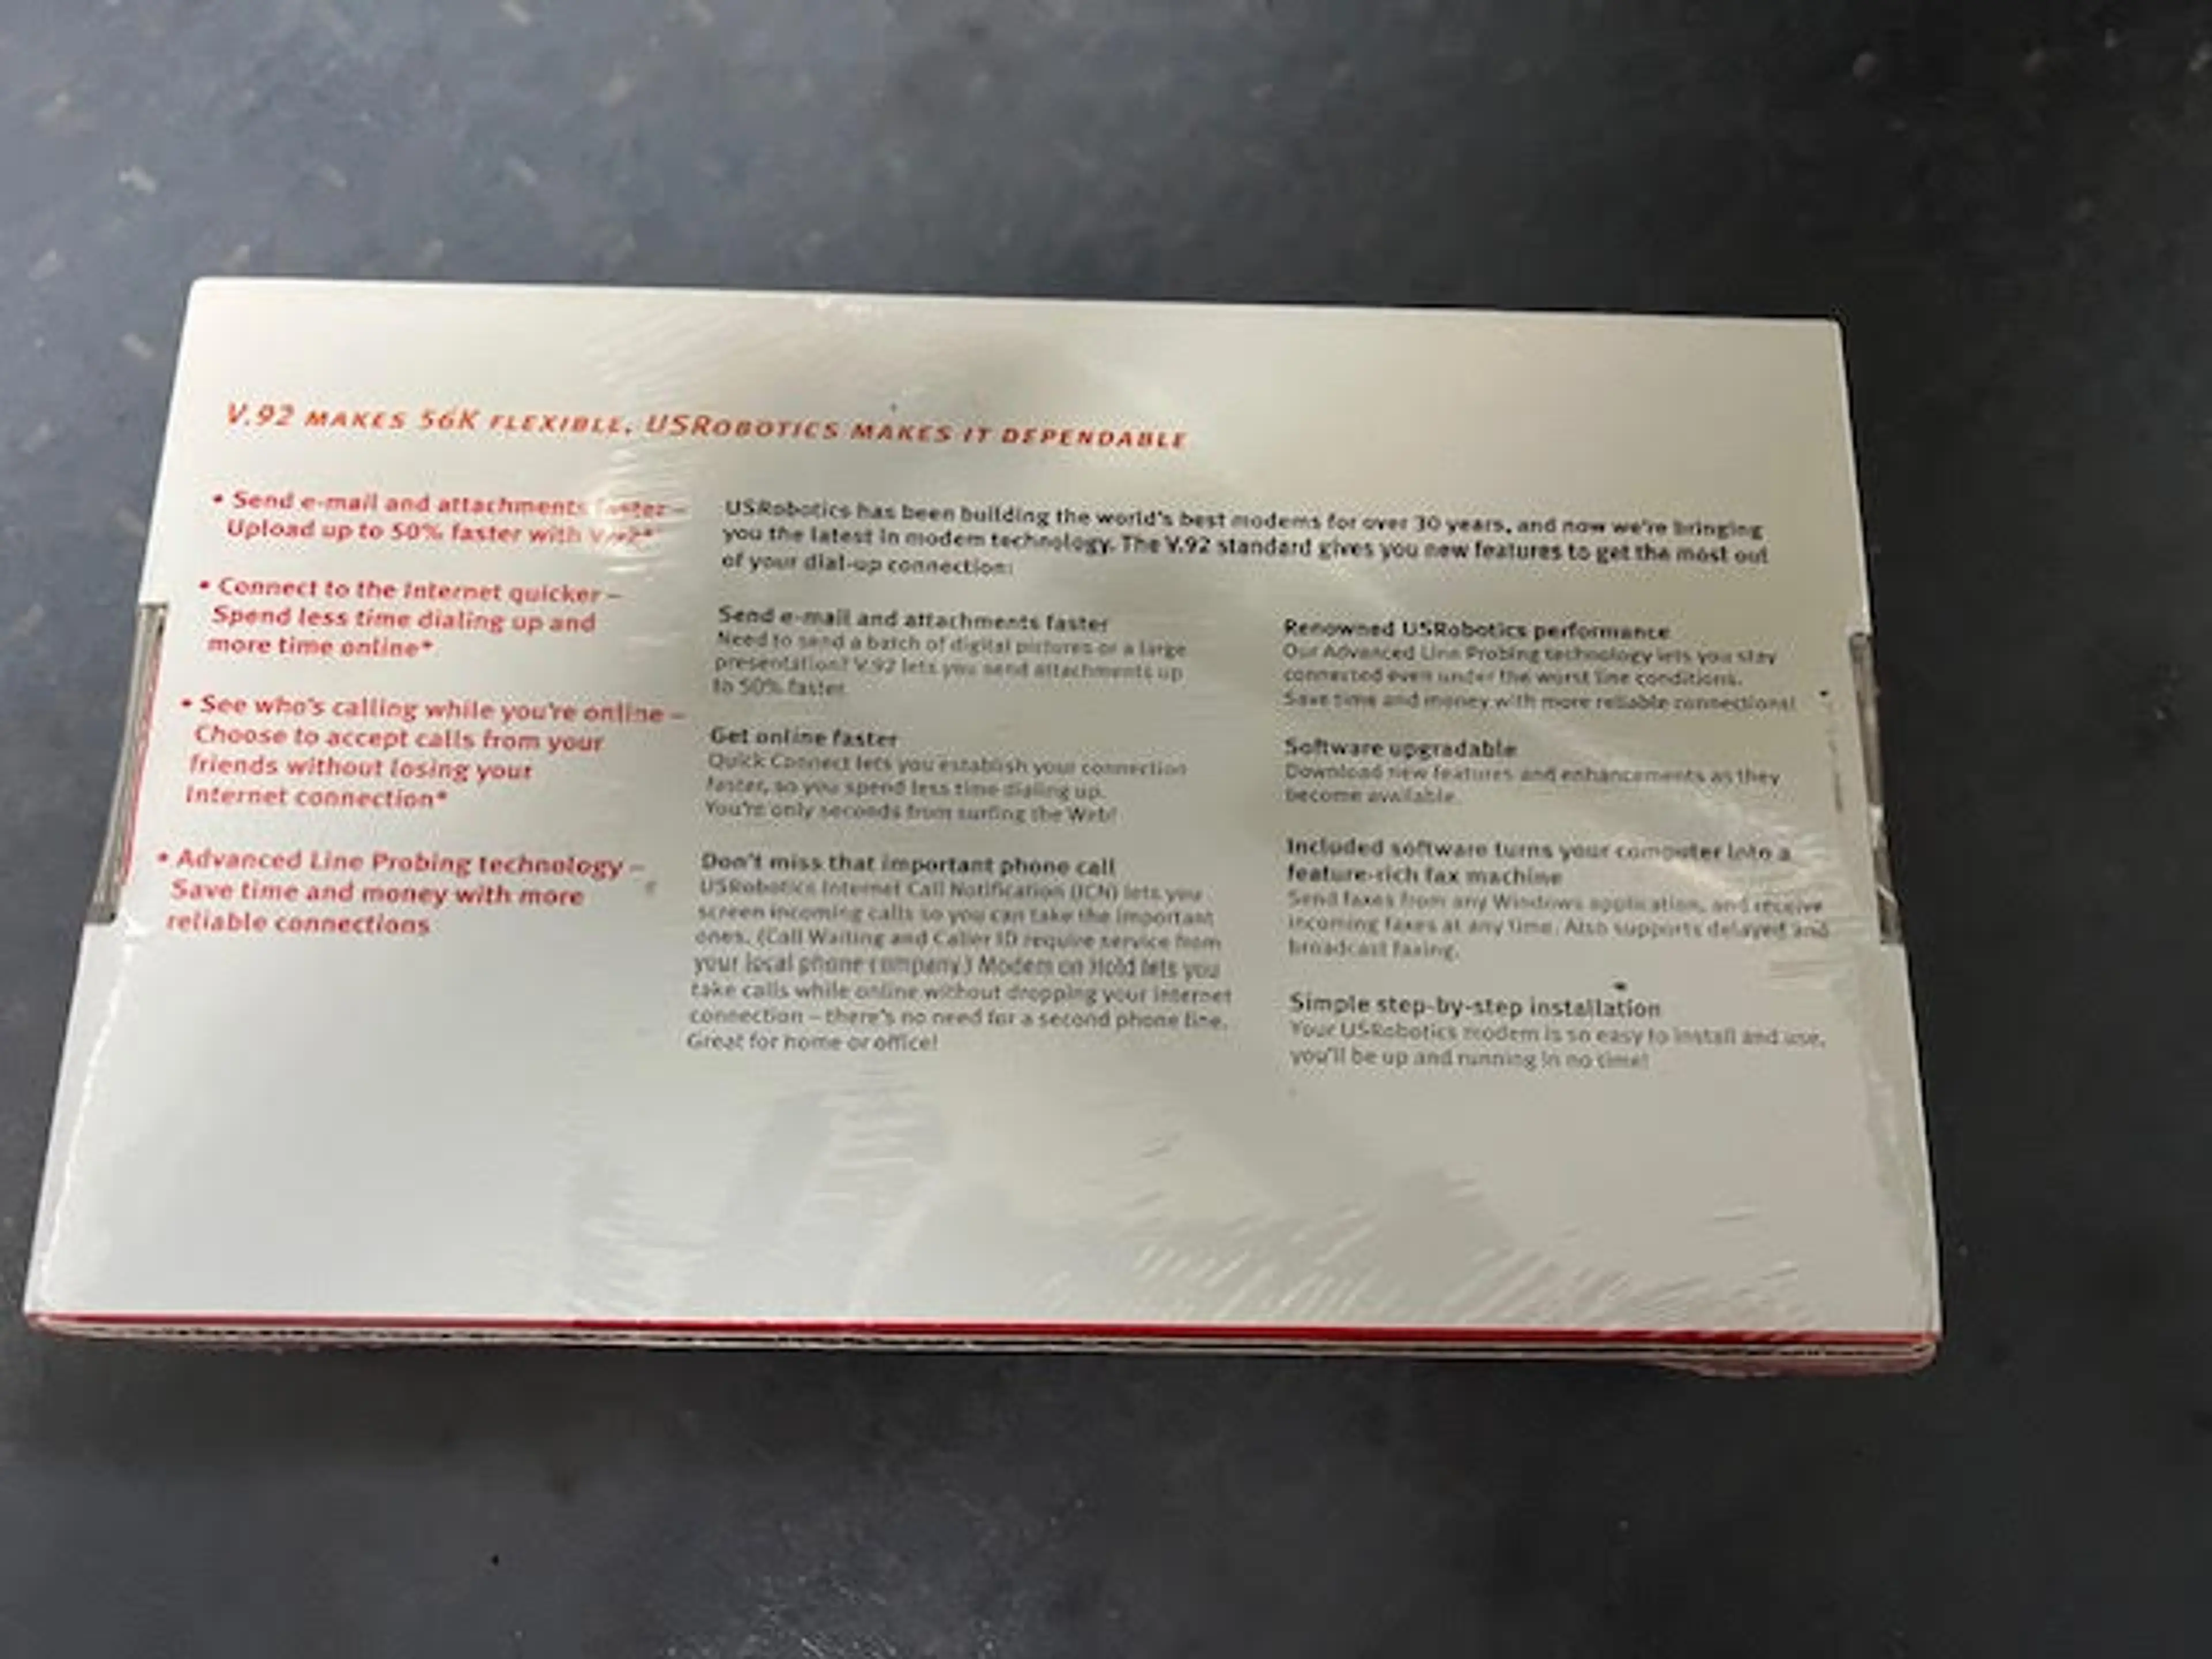 V.92 MAKES 56K FLEXIBLE. USROBOTICS MAKES IT DEPENDABLE
• Send e-mail and attachments faster –
Upload up to 50% faster with V.92*
• Connect to the Internet quicker –
Spend less time dialing up and
more time online*
• See who's calling while you're online –
Choose to accept calls from your
friends without losing your
Internet connection*
• Advanced Line Probing technology –
Save time and money with more
reliable connections
USRobotics has been building the world's best modems for over 30 years, and now we're bringing
you the latest in modem technology. The V.92 standard gives you new features to get the most out
of your dial-up connection:
Send e-mail and attachments faster
Need to send a batch of digital pictures or a large
presentation? V.92 lets you send attachments up
to 50% faster.
Get online faster
Quick Connect lets you establish your connection
faster, so you spend less time dialing up.
You're only seconds from surfing the Web!
Don't miss that important phone call
USRobotics Internet Call Notification (ICN) lets you
screen incoming calls so you can take the important
ones. (Call Waiting and Caller ID require service from
your local phone company.) Modem on Hold lets you
take calls while online without dropping your Internet
connection – there's no need for a second phone line.
Great for home or office!
Renowned USRobotics performance
Our Advanced Line Probing technology lets you stay
connected even under the worst line conditions.
Save time and money with more reliable connections!
Software upgradable
Download new features and enhancements as they
become available.
Included software turns your computer into a
feature-rich fax machine
Send faxes from any Windows application, and receive
incoming faxes at any time. Also supports delayed and
broadcast faxing.
Simple step-by-step installation
Your USRobotics modem is so easy to install and use,
you'll be up and running in no time!